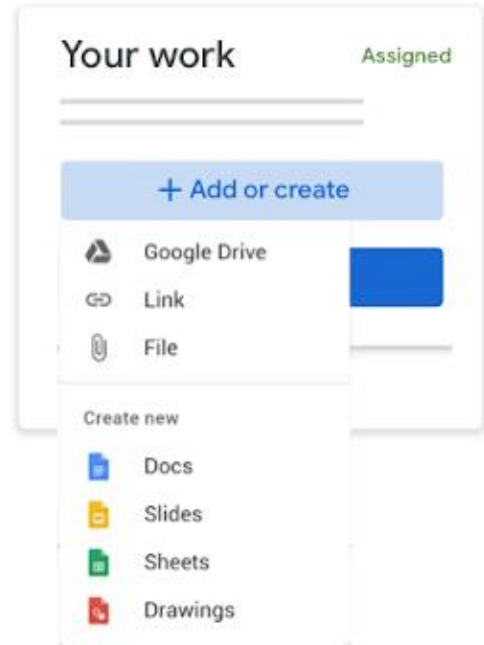 Your work
Assigned
+ Add or create
Google Drive
Link
File
Create new
Docs
Slides
Sheets
Drawings